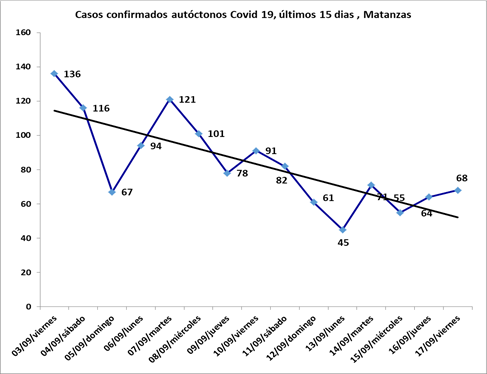 Casos confirmados autóctonos Covid 19, últimos 15 dias , Matanzas
160
140
120
100
80
60
40
20
0
136
116
67
94
121
101
78
91
82
61
45
71
55
64
68
03/09/viernes
04/09/sábado
05/09/domingo
06/09/lunes
07/09/martes
08/09/miércoles
09/09/jueves
10/09/viernes
11/09/sábado
12/09/domingo
13/09/lunes
14/09/martes
15/09/miércoles
16/09/jueves
17/09/viernes